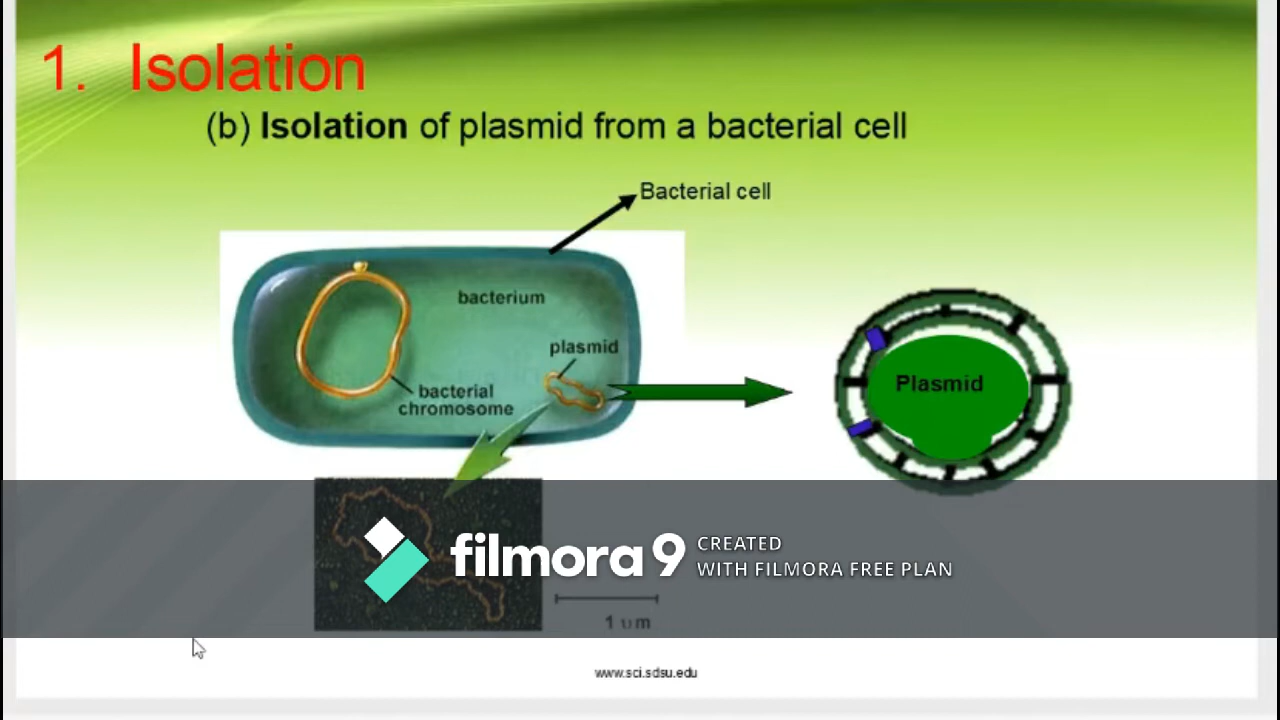 1. Isolation
(b) Isolation of plasmid from a bacterial cell
Bacterial cell
bacterium
plasmid
bacterial
chromosome
Plasmid
filmora 9
CREATED
WITH FILMORA FREE PLAN
1 υm
www.sci.sdsu.edu